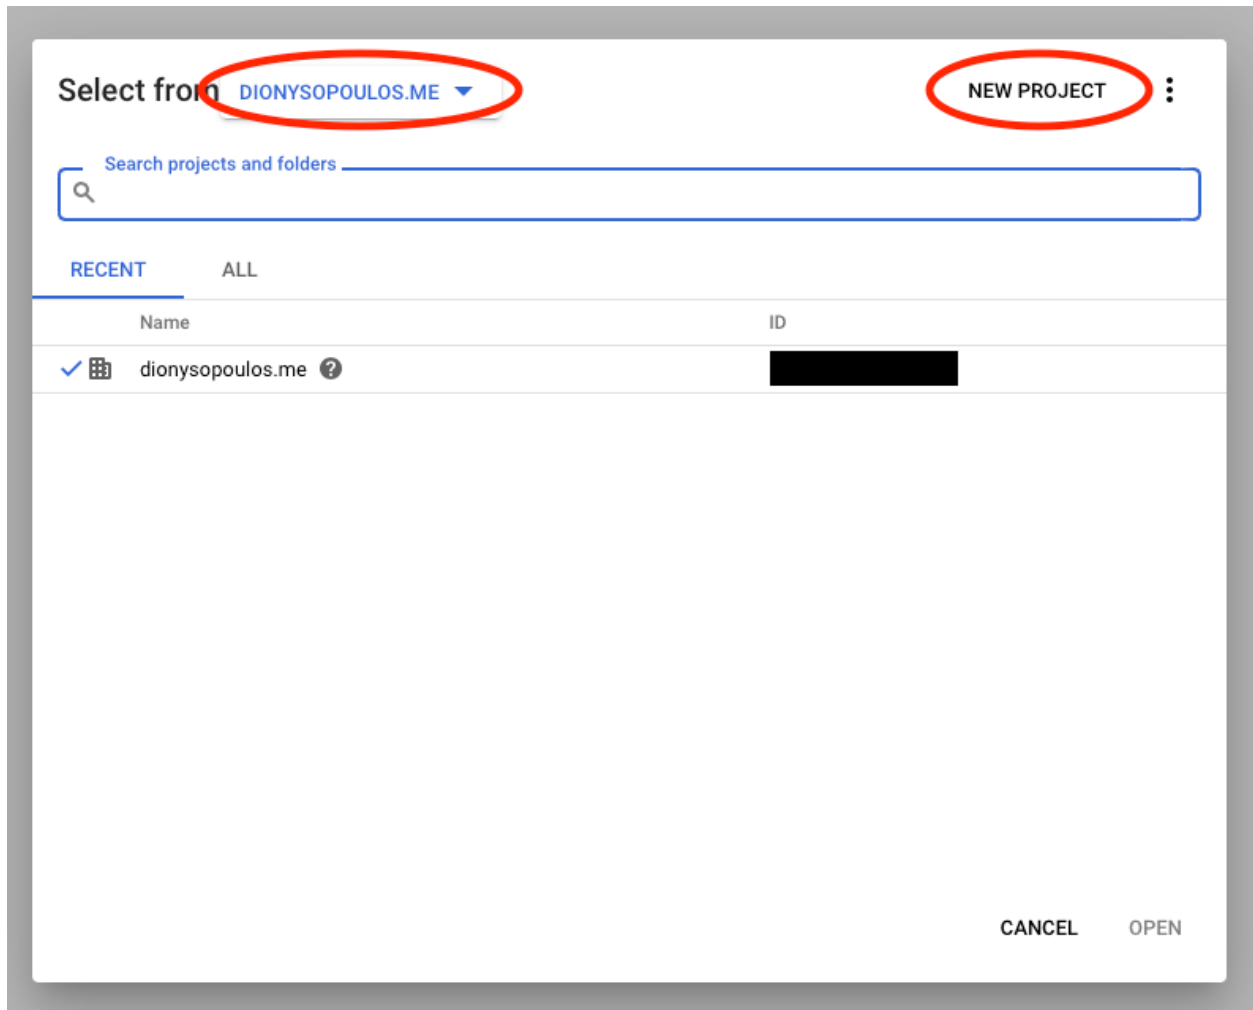 Select from DIONYSOPOULOS.ME NEW PROJECT
Search projects and folders
RECENT ALL
Name ID
dionysopoulos.me
CANCEL OPEN